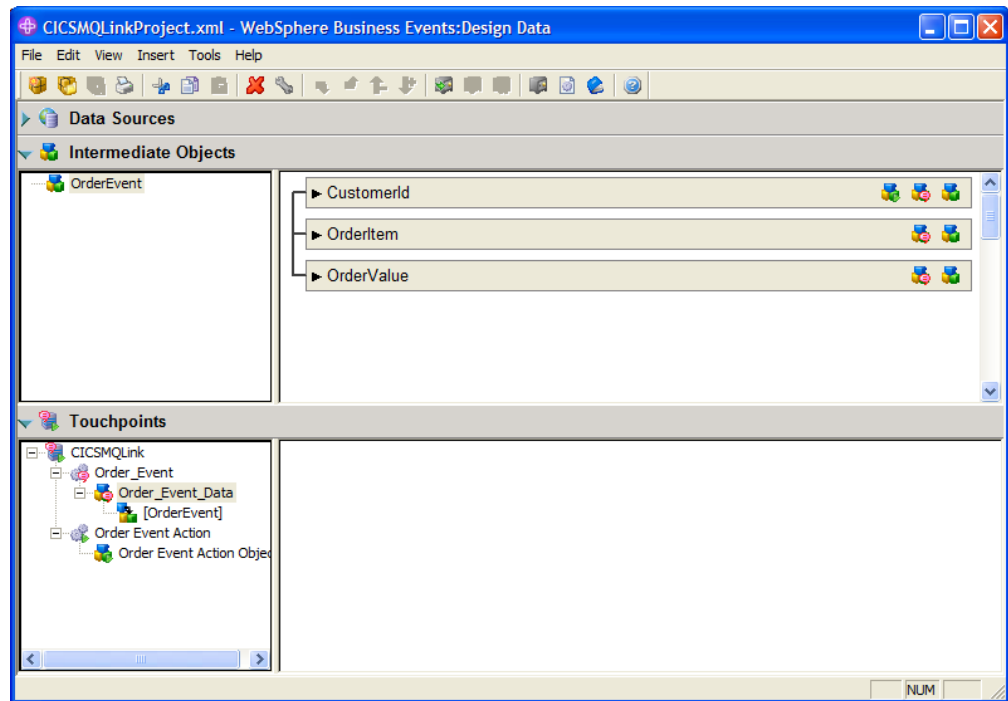 CICSMQLinkProject.xml - WebSphere Business Events:Design Data
File Edit View Insert Tools Help
Data Sources
Intermediate Objects
OrderEvent
CustomerId
OrderItem
OrderValue
Touchpoints
CICSMQLink
Order_Event
Order_Event_Data
[OrderEvent]
Order Event Action
Order Event Action Objec
NUM